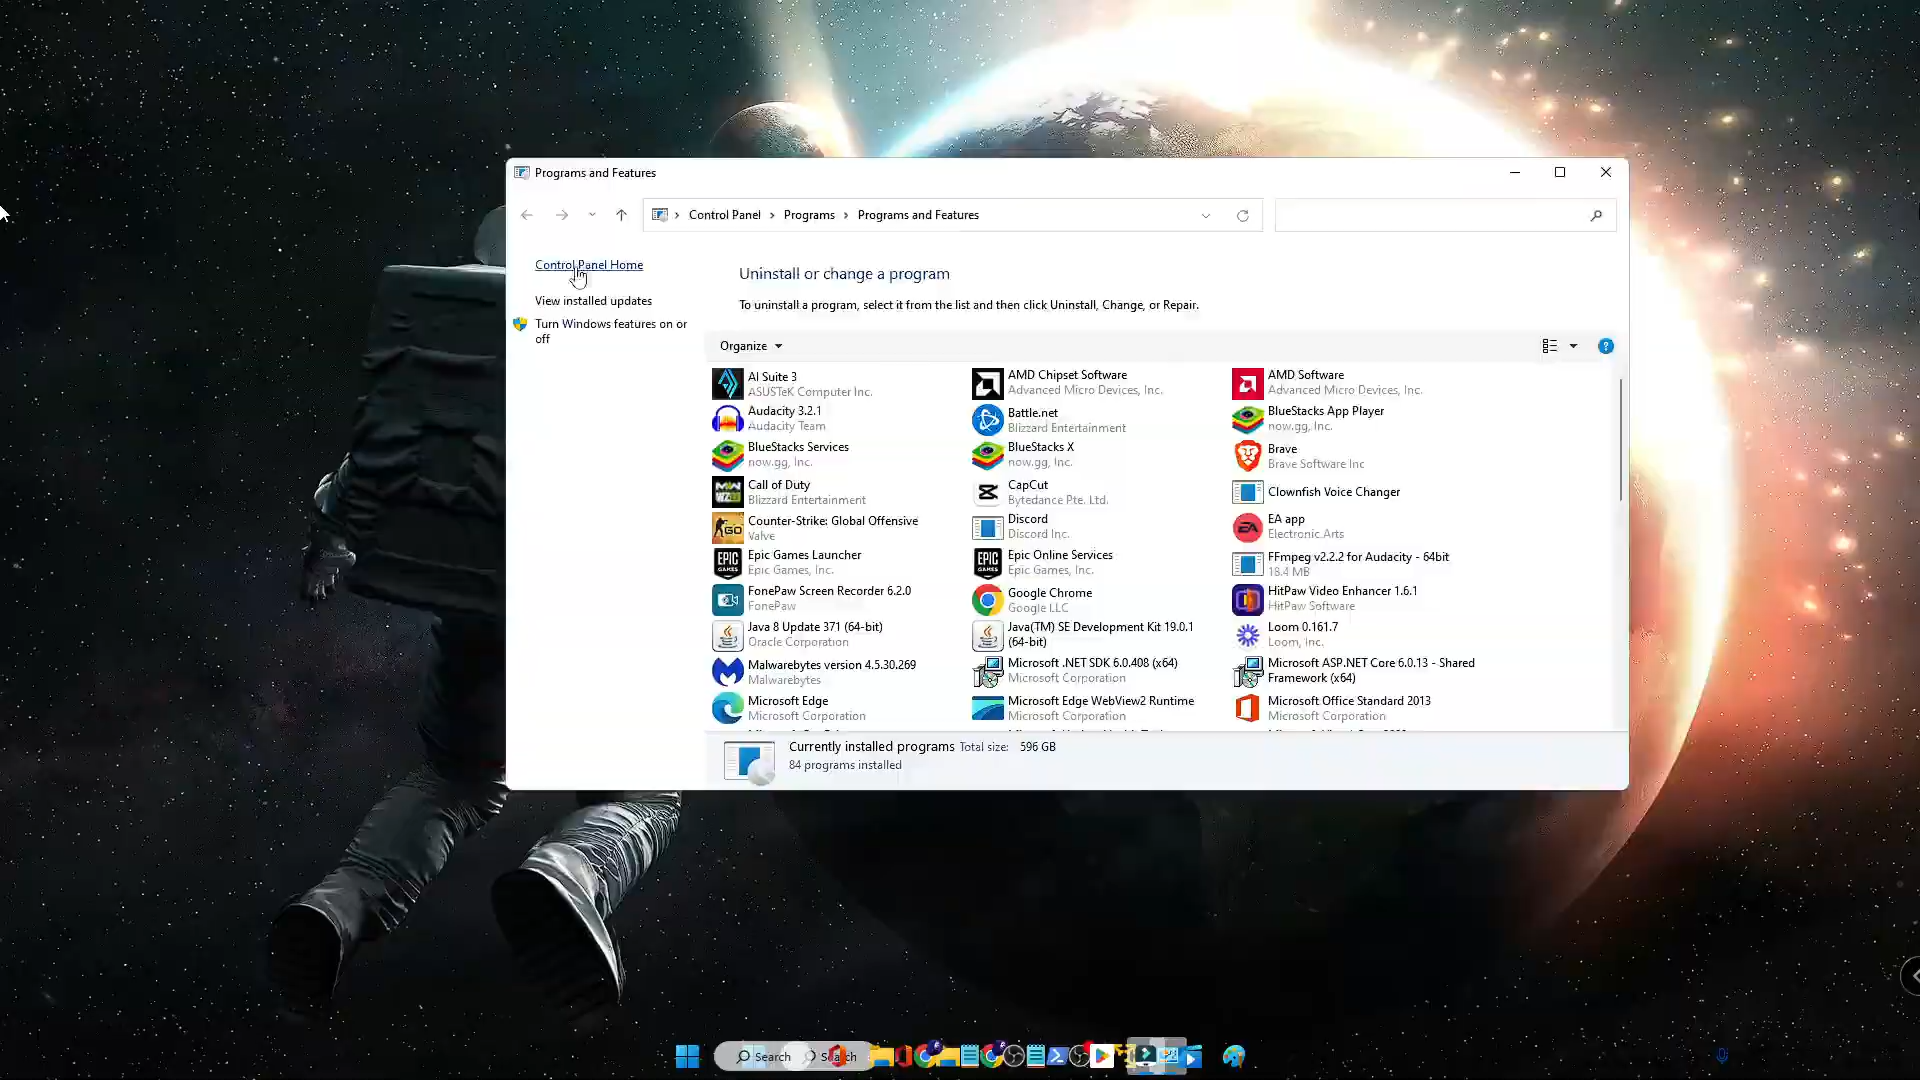 Programs and Features
Control Panel > Programs > Programs and Features
Control Panel Home
View installed updates
Turn Windows features on or
off
Uninstall or change a program
To uninstall a program, select it from the list and then click Uninstall, Change, or Repair.
Organize
AI Suite 3
ASUSTeK Computer Inc.
AMD Chipset Software
Advanced Micro Devices, Inc.
AMD Software
Advanced Micro Devices, Inc.
Audacity 3.2.1
Audacity Team
Battle.net
Blizzard Entertainment
BlueStacks App Player
now.gg, Inc.
BlueStacks Services
now.gg, Inc.
BlueStacks X
now.gg, Inc.
Brave
Brave Software Inc
Call of Duty
Blizzard Entertainment
CapCut
Bytedance Pte. Ltd.
Clownfish Voice Changer
Counter-Strike: Global Offensive
Valve
Discord
Discord Inc.
EA app
Electronic Arts
Epic Games Launcher
Epic Games, Inc.
Epic Online Services
Epic Games, Inc.
FFmpeg v2.2.2 for Audacity - 64bit
18.4 MB
FonePaw Screen Recorder 6.2.0
FonePaw
Google Chrome
Google LLC
HitPaw Video Enhancer 1.6.1
HitPaw Software
Java 8 Update 371 (64-bit)
Oracle Corporation
Java(TM) SE Development Kit 19.0.1
(64-bit)
Loom 0.161.7
Loom, Inc.
Malwarebytes version 4.5.30.269
Malwarebytes
Microsoft .NET SDK 6.0.408 (x64)
Microsoft Corporation
Microsoft ASP.NET Core 6.0.13 - Shared
Framework (x64)
Microsoft Edge
Microsoft Corporation
Microsoft Edge WebView2 Runtime
Microsoft Corporation
Microsoft Office Standard 2013
Microsoft Corporation
Currently installed programs Total size: 596 GB
84 programs installed
Search Search